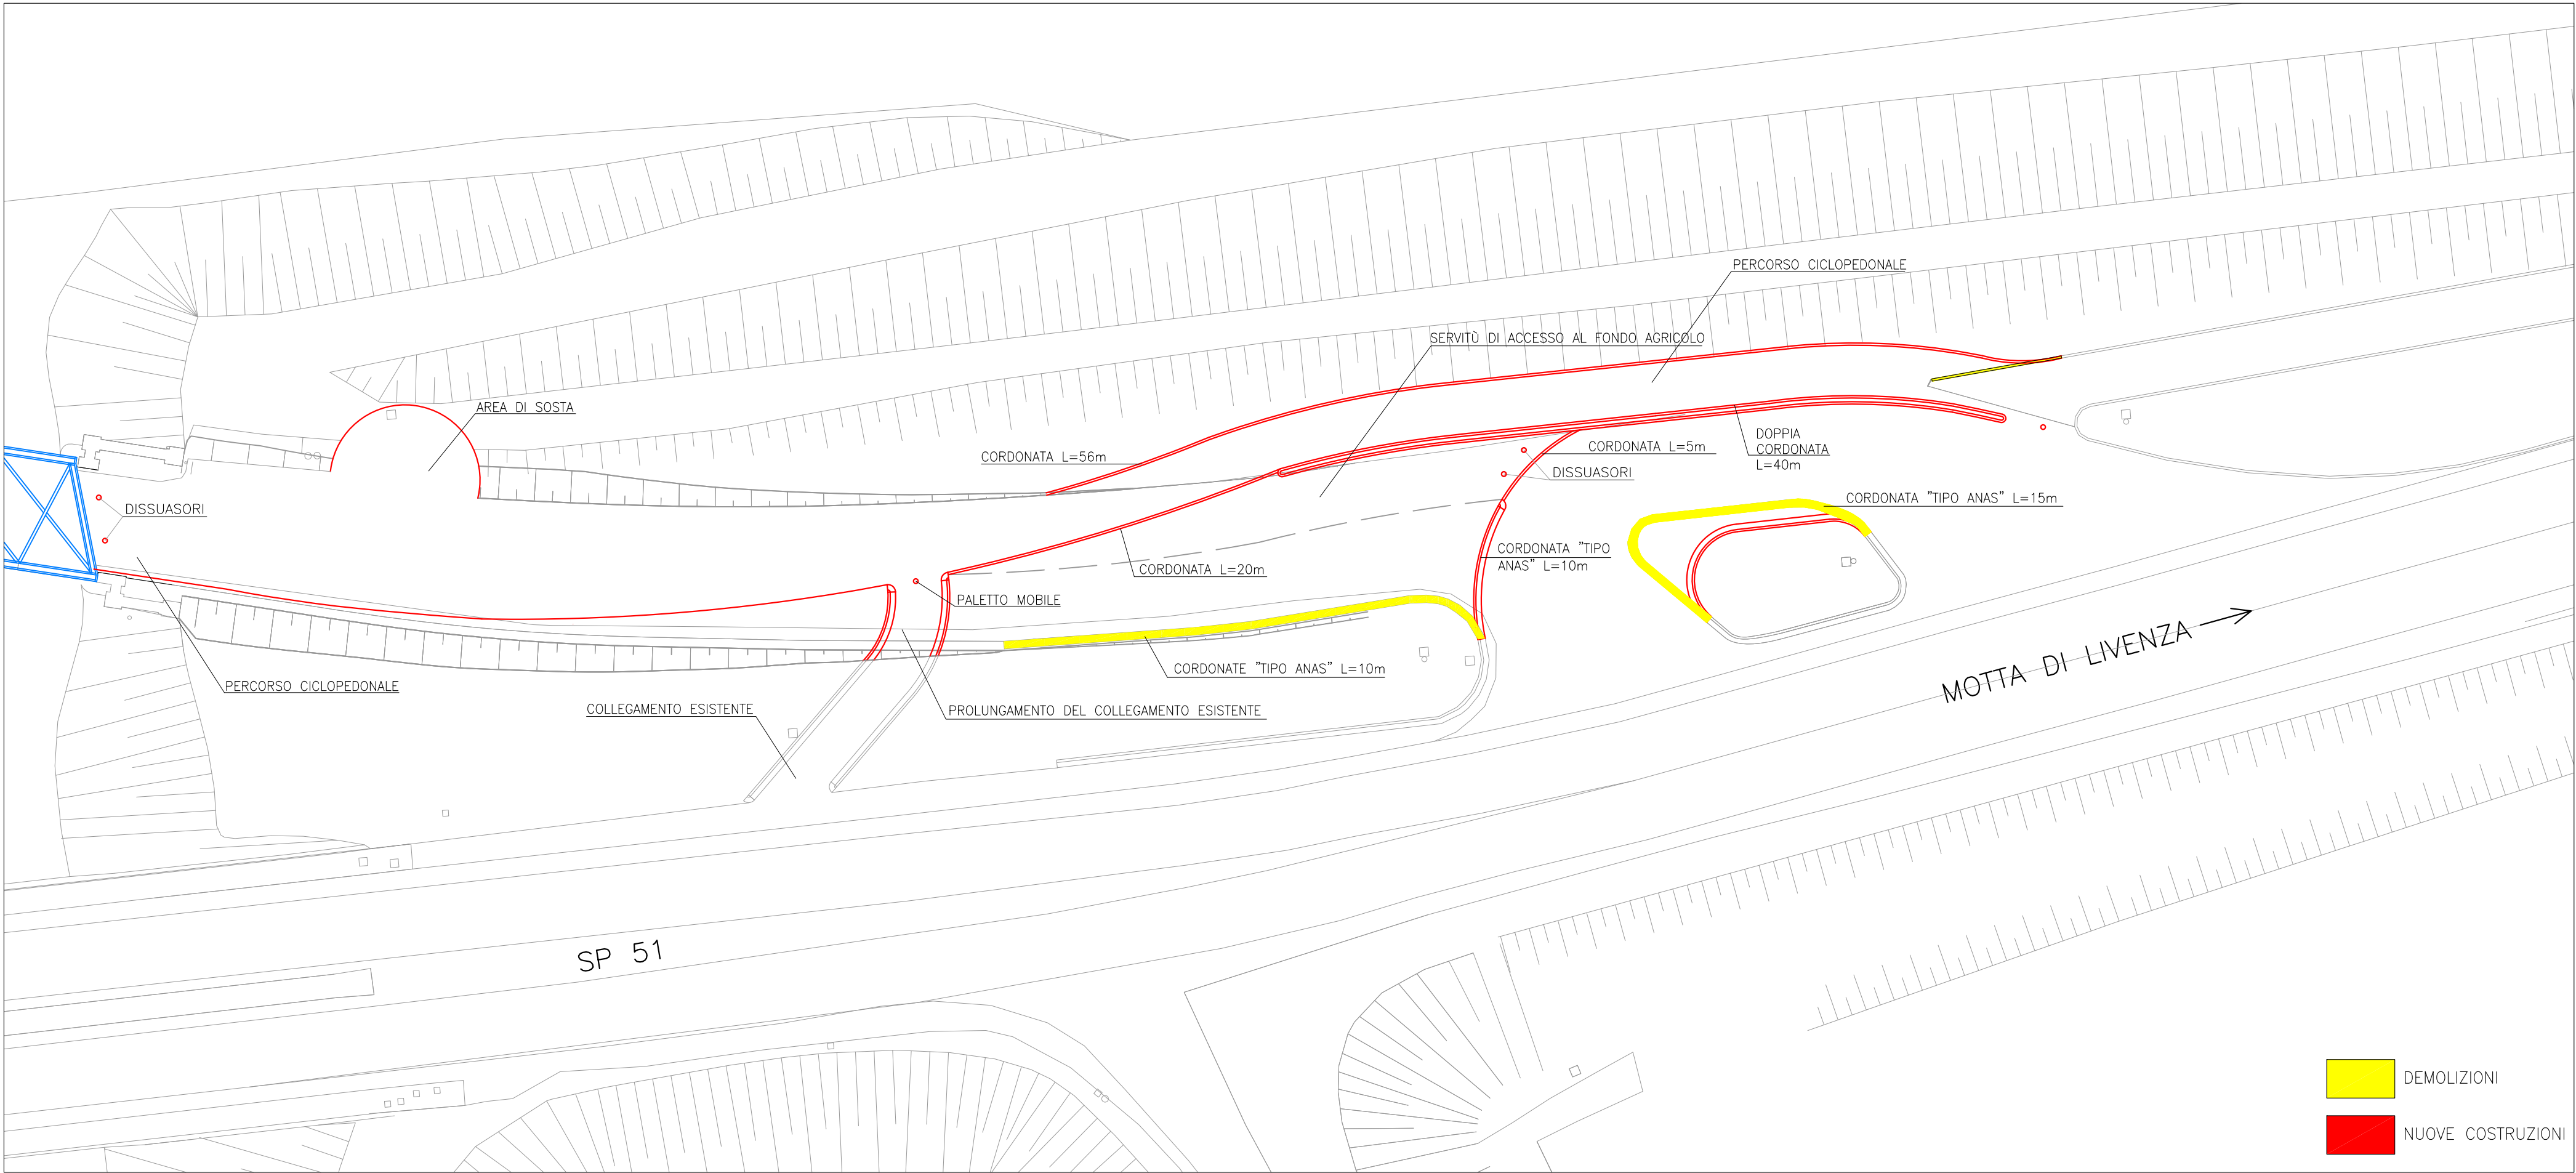 PERCORSO CICLOPEDONALE
SERVITÙ DI ACCESSO AL FONDO AGRICOLO
AREA DI SOSTA
CORDONATA L=56m
CORDONATA L=5m
DOPPIA
CORDONATA
L=40m
DISSUASORI
CORDONATA "TIPO ANAS" L=15m
DISSUASORI
CORDONATA "TIPO
ANAS" L=10m
CORDONATA L=20m
PALETTO MOBILE
CORDONATE "TIPO ANAS" L=10m
PERCORSO CICLOPEDONALE
COLLEGAMENTO ESISTENTE
PROLUNGAMENTO DEL COLLEGAMENTO ESISTENTE
MOTTA DI LIVENZA
SP 51
DEMOLIZIONI
NUOVE COSTRUZIONI